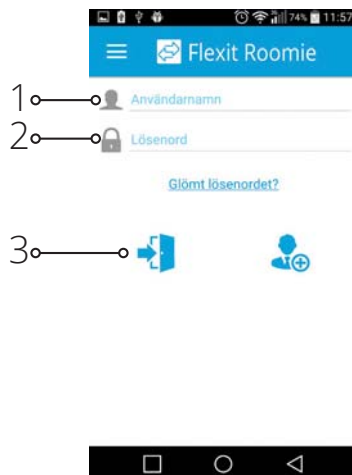 74% 11:57
Flexit Roomie
1 Användarnamn
2 Lösenord
Glömt lösenordet?
3